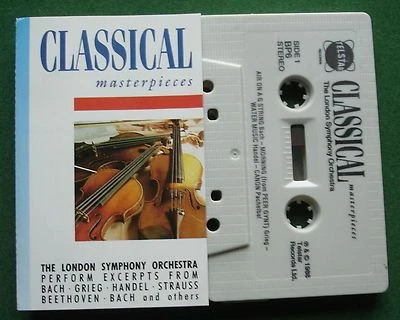 CLASSICAL
masterpieces
THE LONDON SYMPHONY ORCHESTRA
PERFORM EXCERPTS FROM
BACH · GRIEG · HANDEL · STRAUSS
BEETHOVEN · BACH and others
SIDE 1
BP6
STEREO
TELSTAR
AIR ON A G STRING Bach – MORNING (from PEER GYNT) Grieg –
WATER MUSIC Handel – CANON Pachelbel
CLASSICAL
masterpieces
The London Symphony Orchestra
℗ & © 1986
Telstar
Records Ltd.